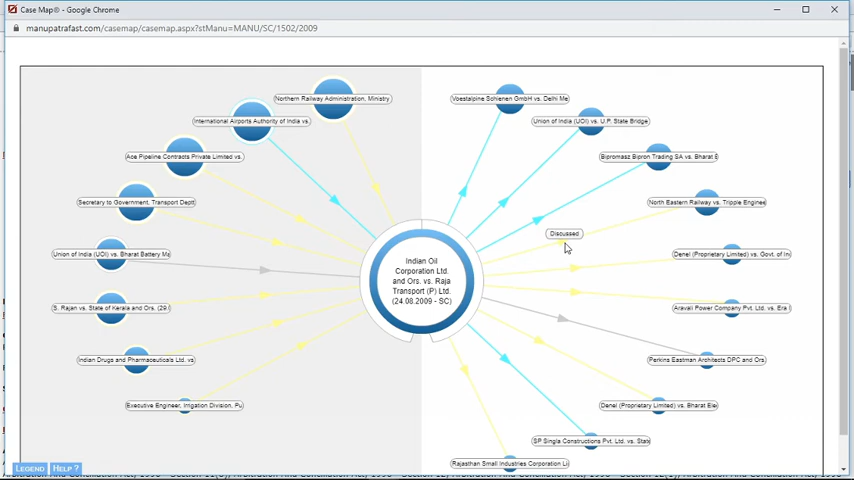 Case Map® - Google Chrome
manupatrafast.com/casemap/casemap.aspx?stManu=MANU/SC/1502/2009
Northern Railway Administration, Ministry
Voestalpine Schienen GmbH vs. Delhi Me
International Airports Authority of India vs.
Union of India (UOI) vs. U.P. State Bridge
Ace Pipeline Contracts Private Limited vs.
Bipromasz Bipron Trading SA vs. Bharat E
Secretary to Government, Transport Deptt
North Eastern Railway vs. Tripple Enginee
Discussed
Union of India (UOI) vs. Bharat Battery Ma
Denel (Proprietary Limited) vs. Govt. of In
Indian Oil
Corporation Ltd.
and Ors. vs. Raja
Transport (P) Ltd.
(24.08.2009 - SC)
S. Rajan vs. State of Kerala and Ors. (29.
Aravali Power Company Pvt. Ltd. vs. Era
Indian Drugs and Pharmaceuticals Ltd. vs
Perkins Eastman Architects DPC and Ors.
Executive Engineer, Irrigation Division, Pu
Denel (Proprietary Limited) vs. Bharat Ele
SP Singla Constructions Pvt. Ltd. vs. State
Rajasthan Small Industries Corporation Li
LEGEND HELP ?